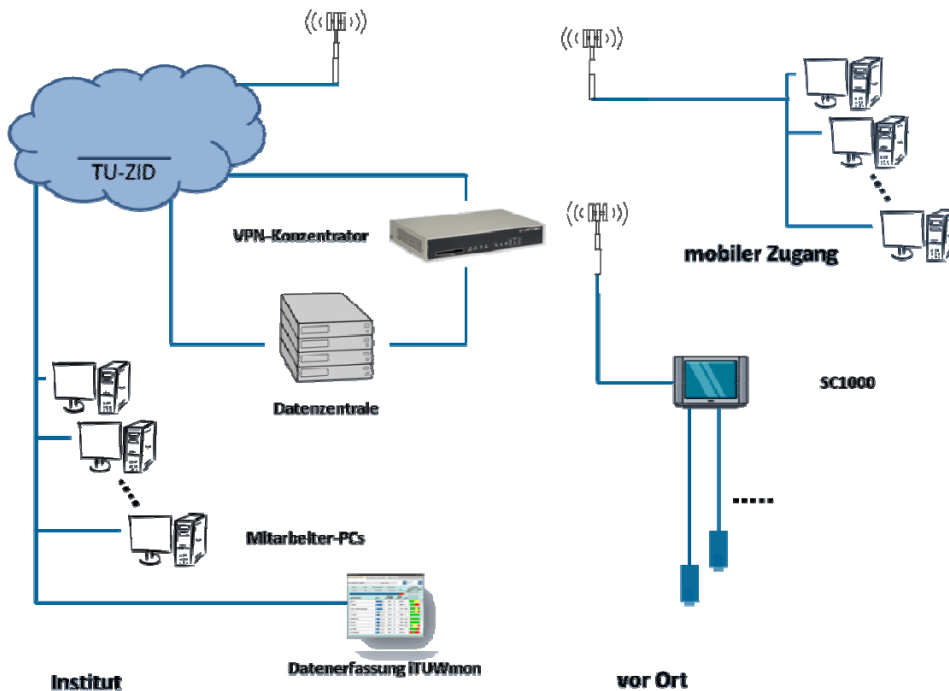 TU-ZID
VPN-Konzentrator
mobiler Zugang
SC1000
Datenzentrale
Mitarbeiter-PCs
Datenerfassung iTUWmon
Institut
vor Ort